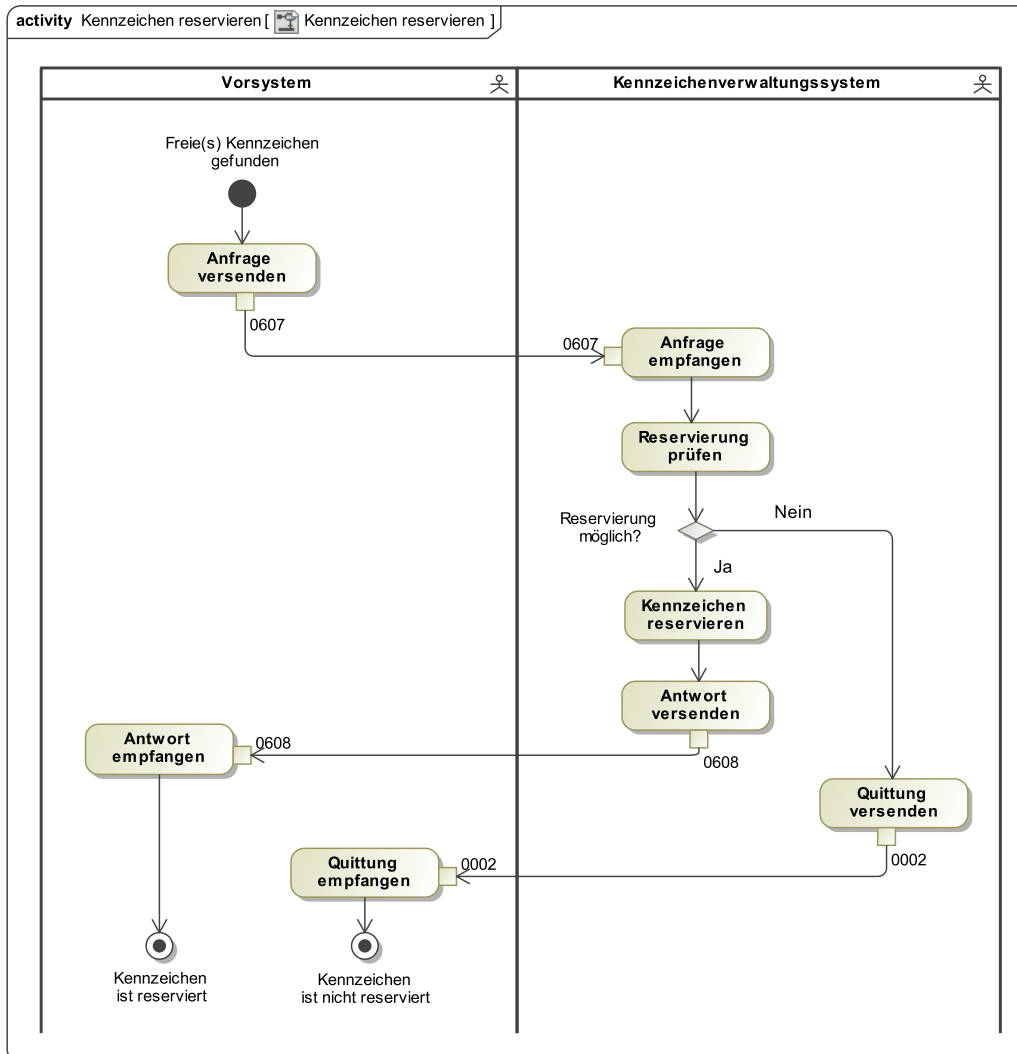 activity Kennzeichen reservieren [ Kennzeichen reservieren ]
Vorsystem
Kennzeichenverwaltungssystem
Freie(s) Kennzeichen
gefunden
Anfrage
versenden
0607
0607
Anfrage
empfangen
Reservierung
prüfen
Reservierung
möglich?
Nein
Ja
Kennzeichen
reservieren
Antwort
versenden
0608
Antwort
empfangen
0608
Quittung
versenden
0002
Quittung
empfangen
0002
Kennzeichen
ist reserviert
Kennzeichen
ist nicht reserviert